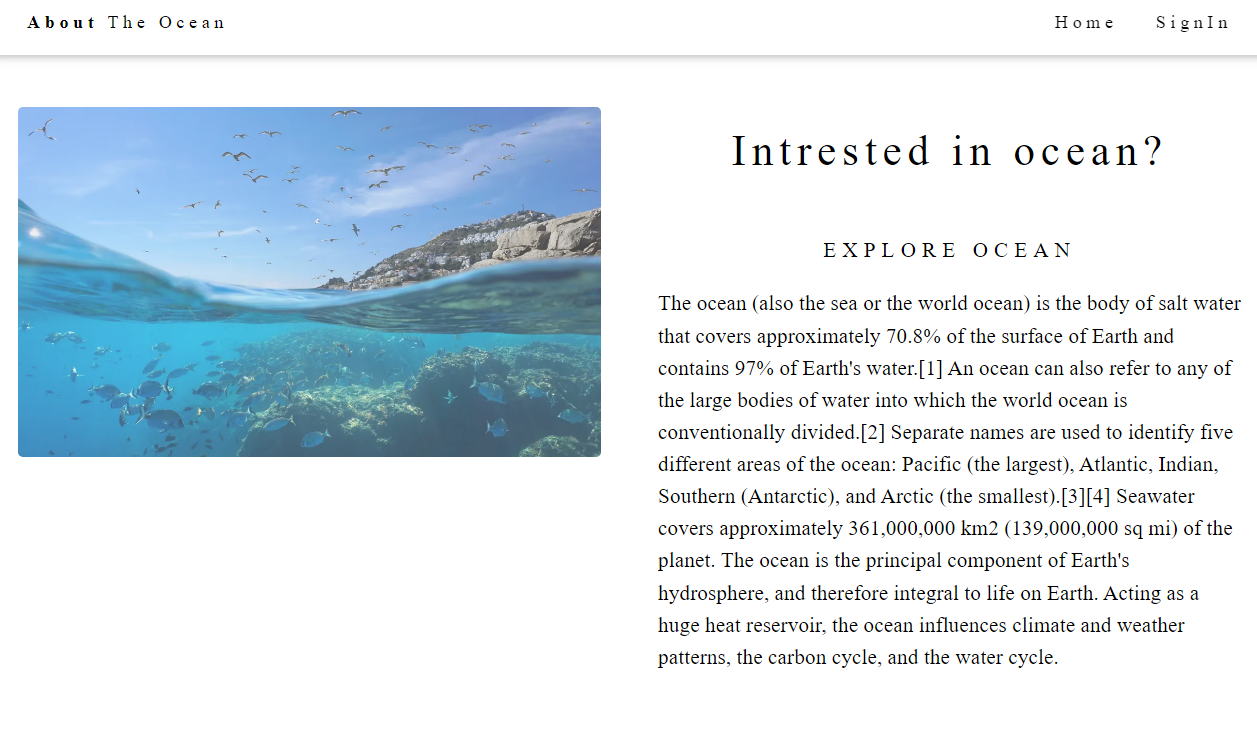 About The Ocean
Home SignIn
Intrested in ocean?
EXPLORE OCEAN
The ocean (also the sea or the world ocean) is the body of salt water
that covers approximately 70.8% of the surface of Earth and
contains 97% of Earth's water.[1] An ocean can also refer to any of
the large bodies of water into which the world ocean is
conventionally divided.[2] Separate names are used to identify five
different areas of the ocean: Pacific (the largest), Atlantic, Indian,
Southern (Antarctic), and Arctic (the smallest).[3][4] Seawater
covers approximately 361,000,000 km2 (139,000,000 sq mi) of the
planet. The ocean is the principal component of Earth's
hydrosphere, and therefore integral to life on Earth. Acting as a
huge heat reservoir, the ocean influences climate and weather
patterns, the carbon cycle, and the water cycle.